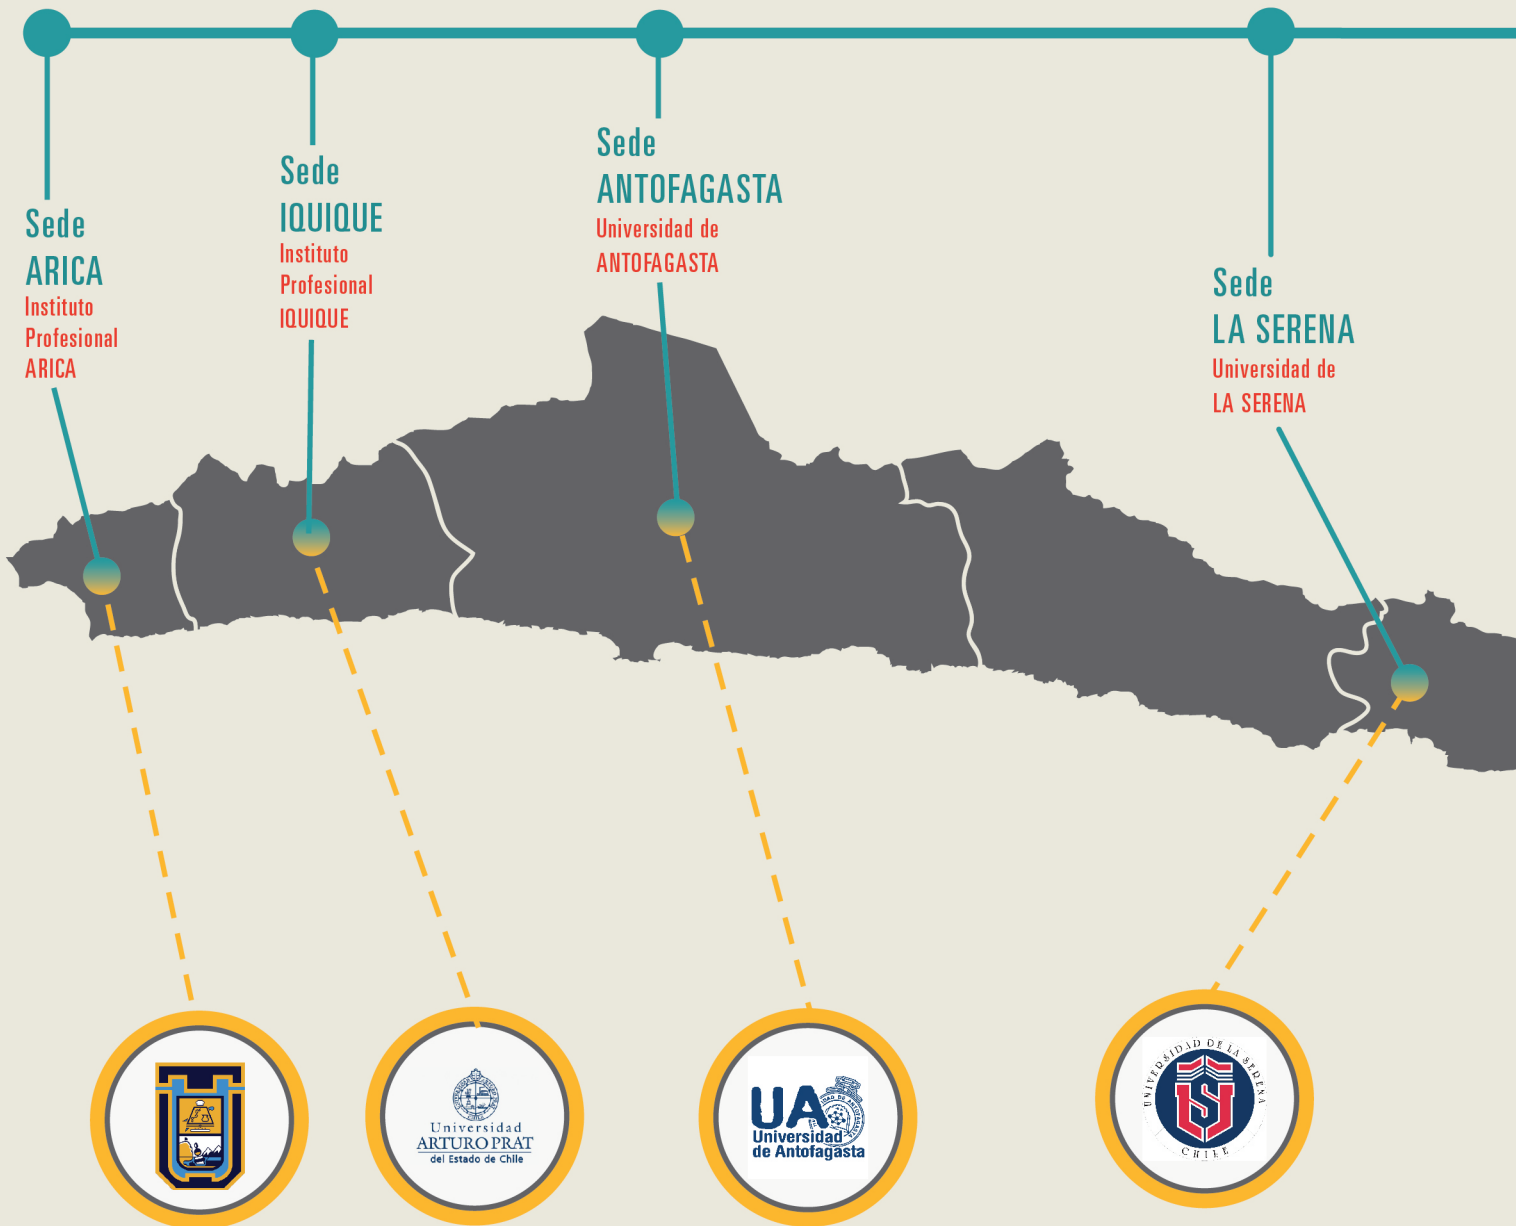 Sede
ARICA
Instituto
Profesional
ARICA
Sede
IQUIQUE
Instituto
Profesional
IQUIQUE
Sede
ANTOFAGASTA
Universidad de
ANTOFAGASTA
Sede
LA SERENA
Universidad de
LA SERENA
Universidad
ARTURO PRAT
del Estado de Chile
UA
Universidad
de Antofagasta
UNIVERSIDAD DE LA SERENA
CHILE